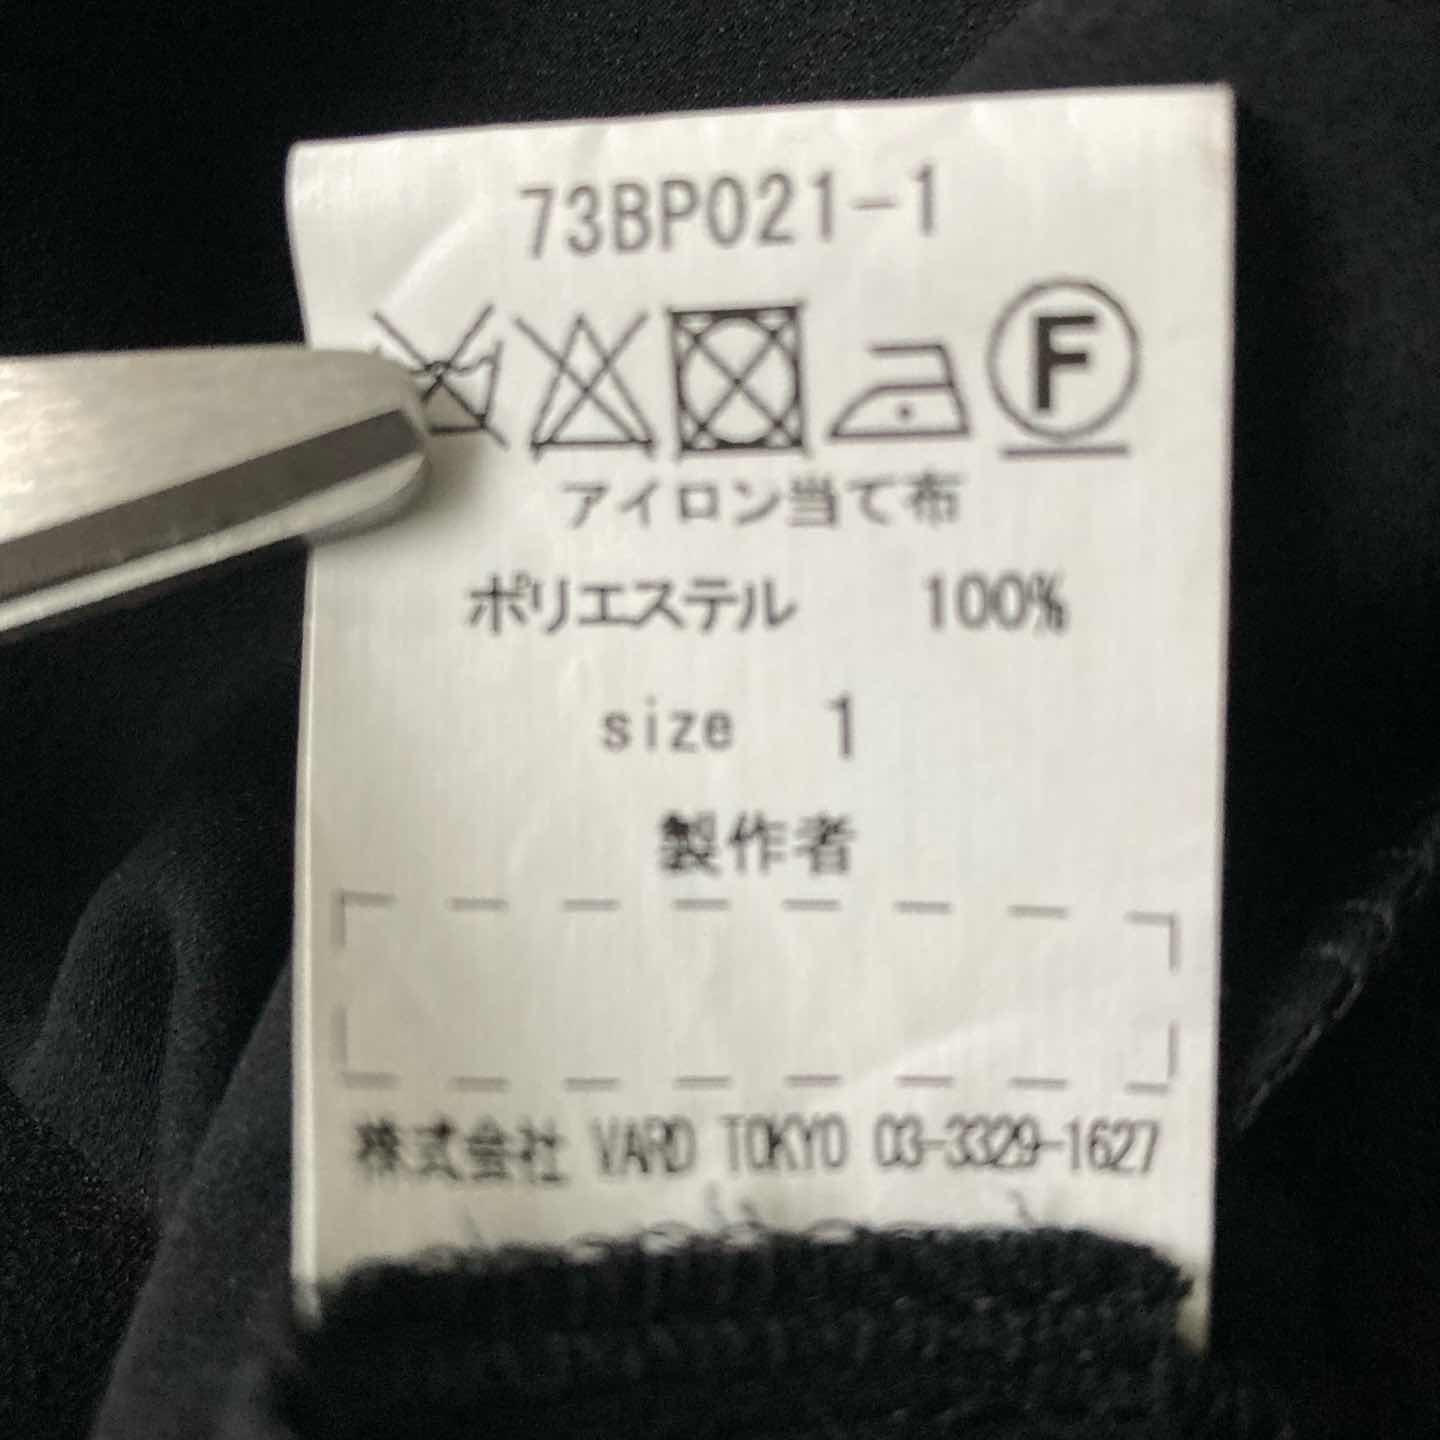 73BP021-1
F
アイロン当て布
ポリエステル 100%
size 1
製作者
株式会社 VARD TOKYO 03-3329-1627